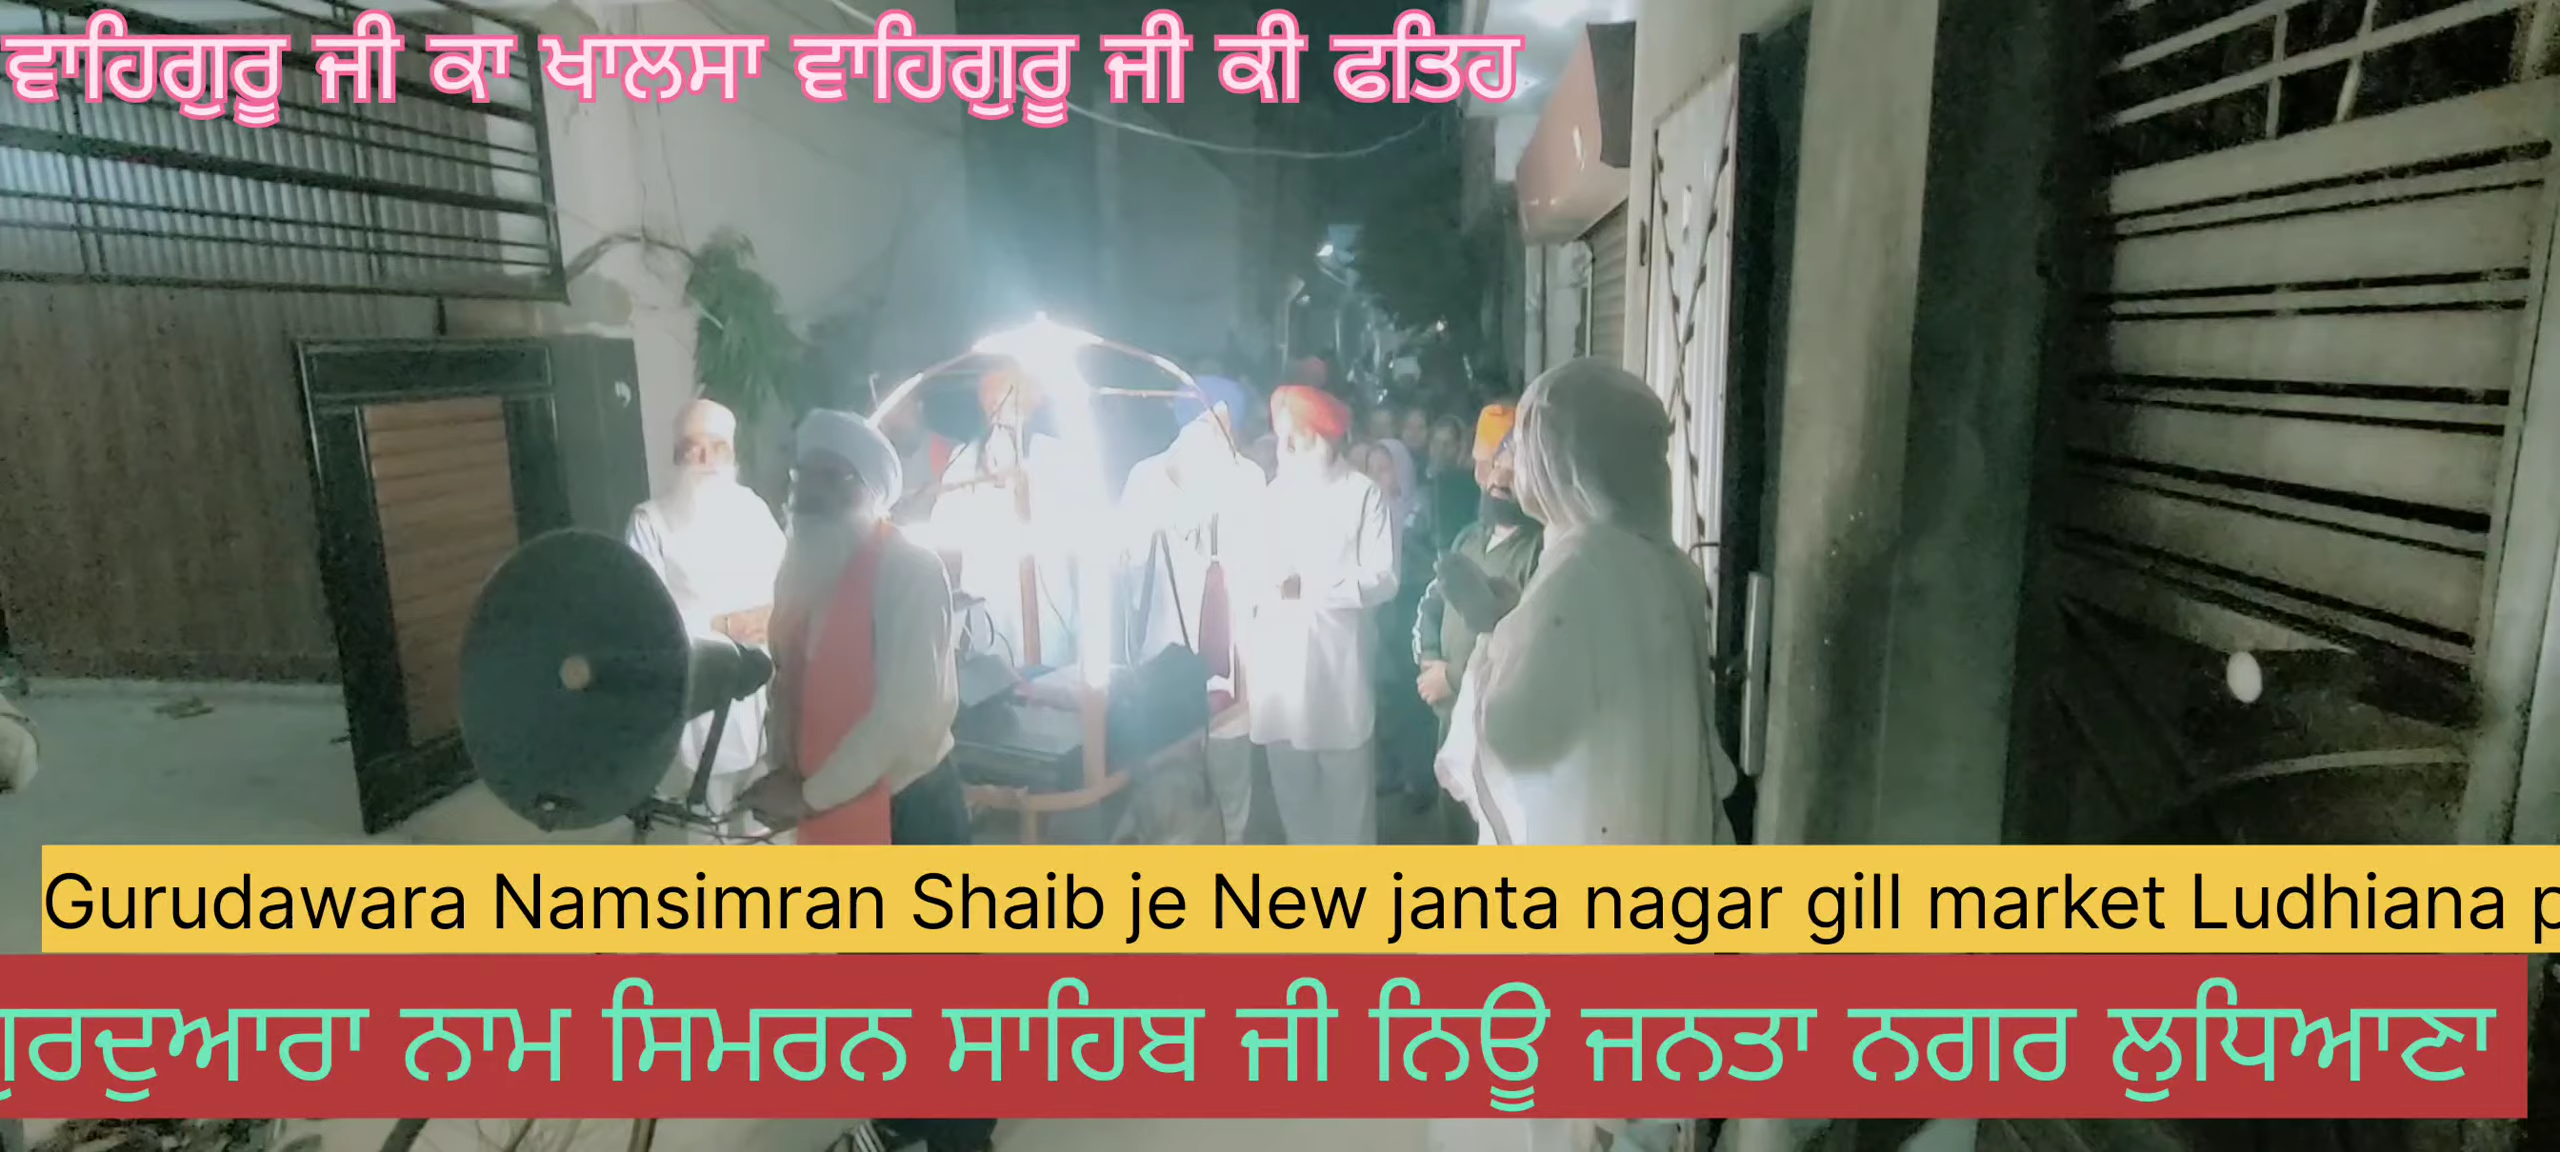 ਵਾਹਿਗੁਰੂ ਜੀ ਕਾ ਖਾਲਸਾ ਵਾਹਿਗੁਰੂ ਜੀ ਕੀ ਫਤਿਹ
Gurudawara Namsimran Shaib je New janta nagar gill market Ludhiana p
ਗੁਰਦੁਆਰਾ ਨਾਮ ਸਿਮਰਨ ਸਾਹਿਬ ਜੀ ਨਿਊ ਜਨਤਾ ਨਗਰ ਲੁਧਿਆਣਾ